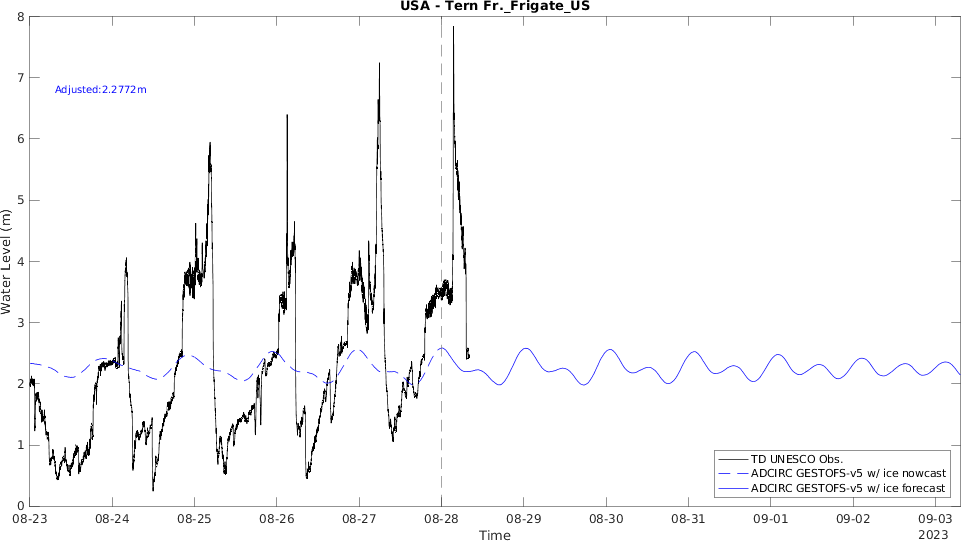 USA - Tern Fr._Frigate_US
8
7
6
5
4
3
2
1
0
Water Level (m)
Adjusted:2.2772m
TD UNESCO Obs.
ADCIRC GESTOFS-v5 w/ ice nowcast
ADCIRC GESTOFS-v5 w/ ice forecast
08-23 08-24 08-25 08-26 08-27 08-28 08-29 08-30 08-31 09-01 09-02 09-03
Time
2023